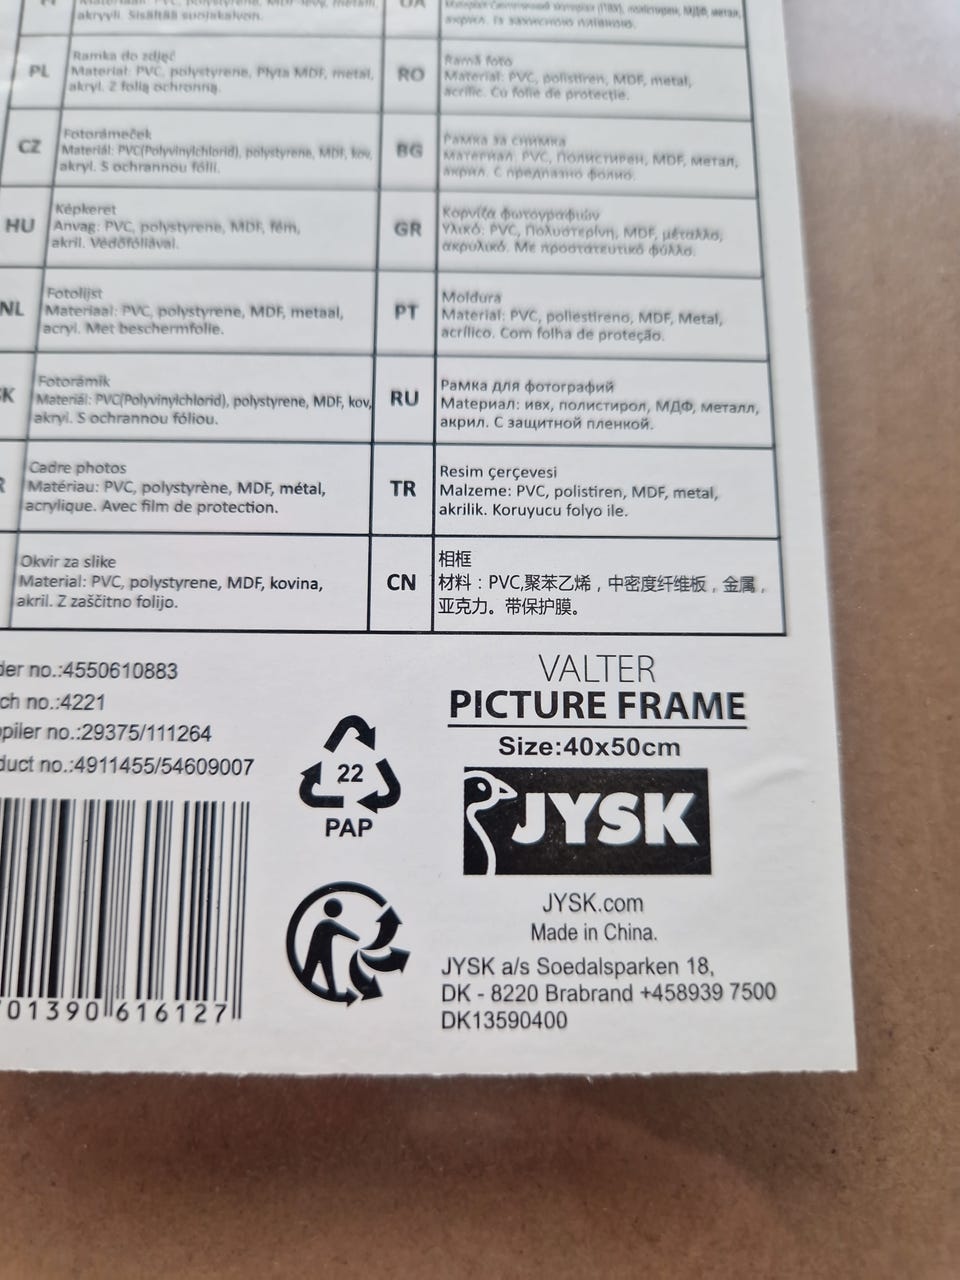 akryyli. Sisältää suojakalvon.
UA
PL
Ramka do zdjęć
Materiał: PVC, polystyrene, Płyta MDF, metal,
akryl. Z folią ochronną.
RO
Ramă foto
Material: PVC, polistiren, MDF, metal,
acrilic. Cu folie de protecție.
CZ
Fotorámeček
Materiál: PVC(Polyvinylchlorid), polystyrene, MDF, kov,
akryl. S ochrannou fólii.
BG
Рамка за снимка
Материал: PVC, Полистирен, MDF, метал,
акрил. С предпазно фолио.
HU
Képkeret
Anyag: PVC, polystyrene, MDF, fém,
akril. Védőfóliával.
GR
Κορνίζα φωτογραφιών
Υλικό: PVC, Πολυστερίνη, MDF, μέταλλο,
ακρυλικό. Με προστατευτικό φύλλο.
NL
Fotolijst
Materiaal: PVC, polystyrene, MDF, metaal,
acryl. Met beschermfolie.
PT
Moldura
Material: PVC, poliestireno, MDF, Metal,
acrílico. Com folha de proteção.
K
Fotorámik
Materiál: PVC(Polyvinylchlorid), polystyrene, MDF, kov,
akryl. S ochrannou fóliou.
RU
Рамка для фотографий
Материал: ивх, полистирол, МДФ, металл,
акрил. С защитной пленкой.
Cadre photos
Matériau: PVC, polystyrène, MDF, métal,
acrylique. Avec film de protection.
TR
Resim çerçevesi
Malzeme: PVC, polistiren, MDF, metal,
akrilik. Koruyucu folyo ile.
Okvir za slike
Material: PVC, polystyrene, MDF, kovina,
akril. Z zaščitno folijo.
CN
相框
材料：PVC,聚苯乙烯，中密度纤维板，金属，
亚克力。带保护膜。
der no.:4550610883
ch no.:4221
plier no.:29375/111264
duct no.:4911455/54609007
22
PAP
VALTER
PICTURE FRAME
Size:40x50cm
JYSK
JYSK.com
Made in China.
JYSK a/s Soedalsparken 18,
DK - 8220 Brabrand +458939 7500
DK13590400
01390 616127